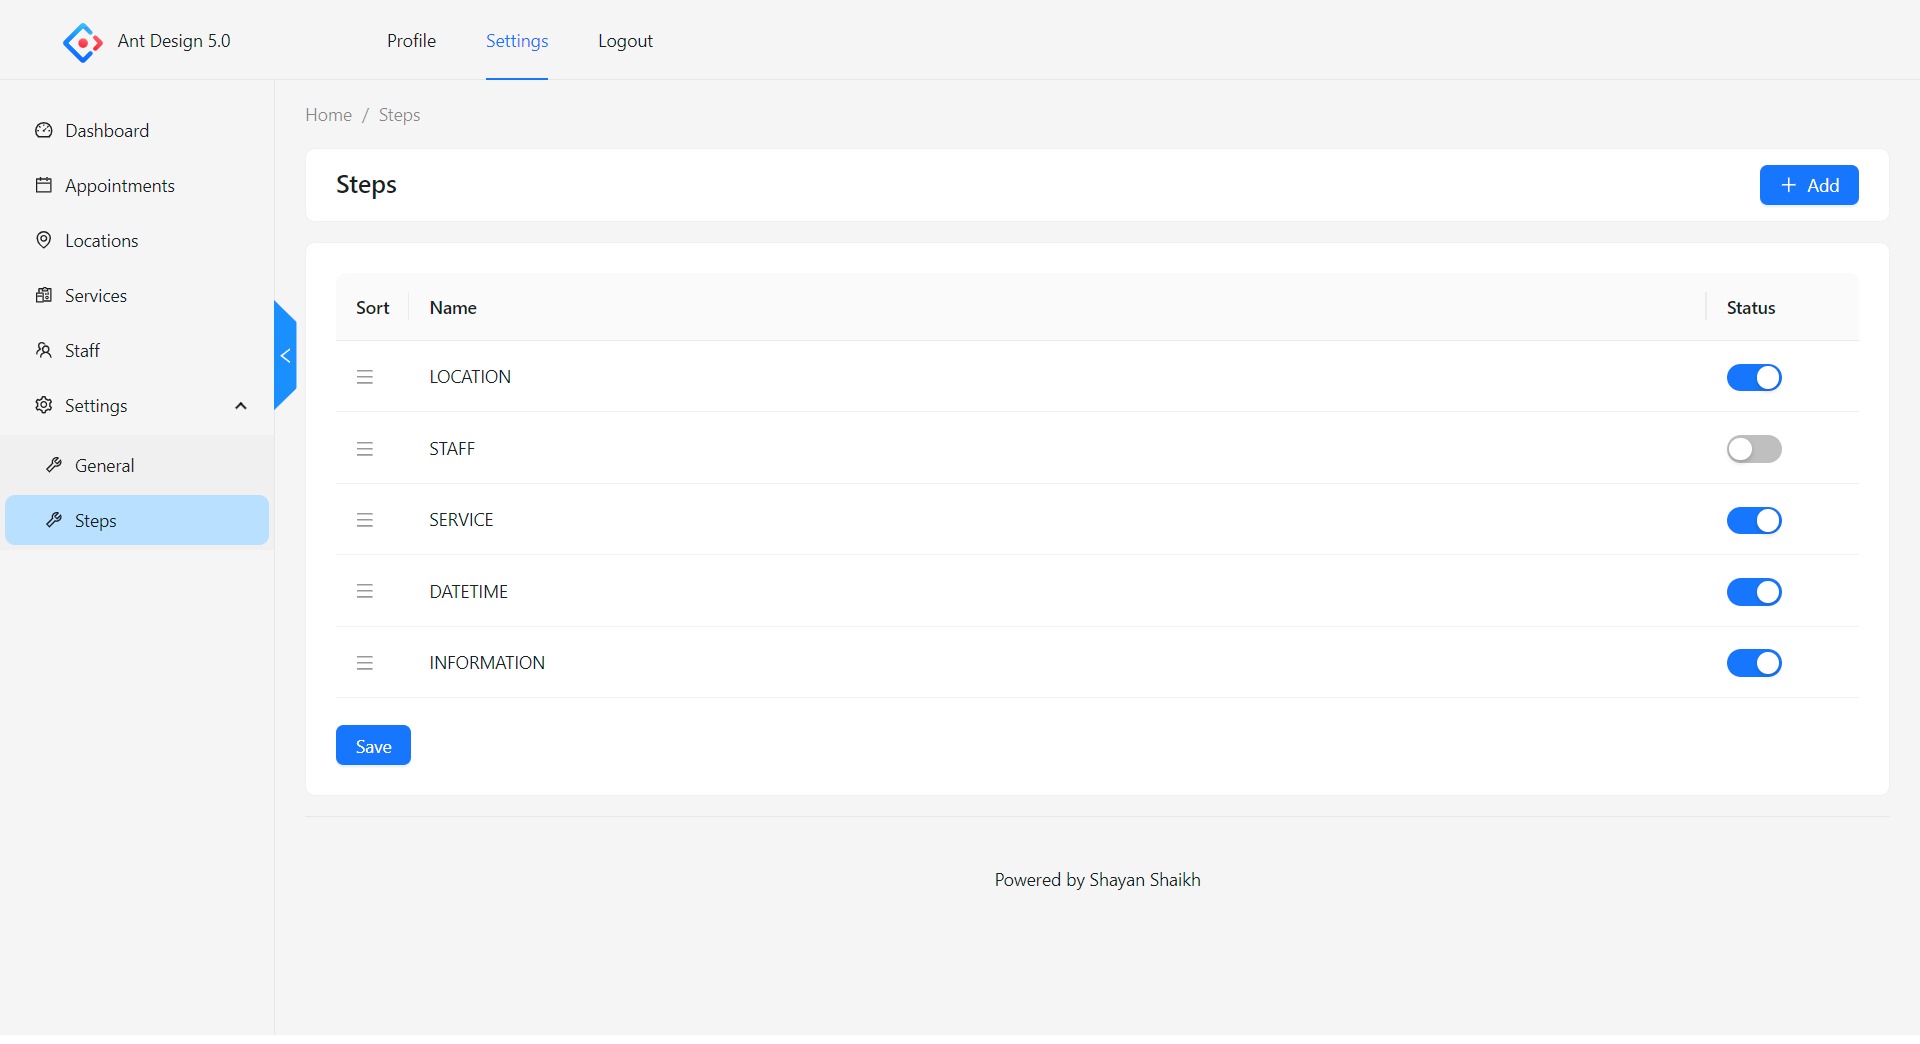 Ant Design 5.0
Profile
Settings
Logout
Dashboard
Appointments
Locations
Services
Staff
Settings
General
Steps
Home / Steps
Steps
Add
Sort Name Status
LOCATION
STAFF
SERVICE
DATETIME
INFORMATION
Save
Powered by Shayan Shaikh